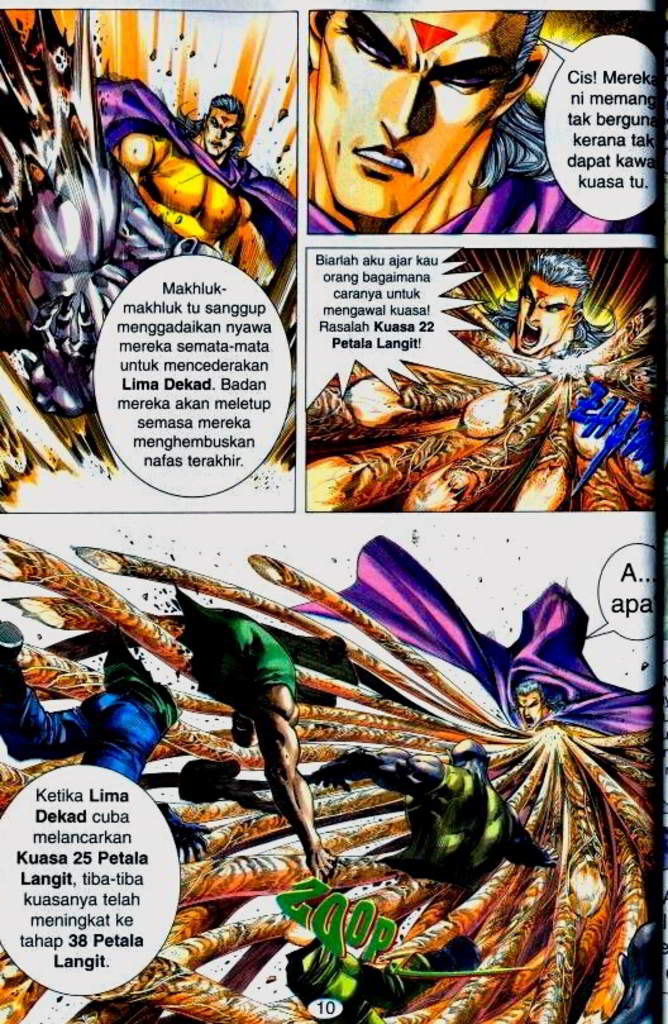 Makhluk-
makhluk tu sanggup
menggadaikan nyawa
mereka semata-mata
untuk mencederakan
Lima Dekad. Badan
mereka akan meletup
semasa mereka
menghembuskan
nafas terakhir.
Cis! Mereka
ni memang
tak berguna
kerana tak
dapat kawa
kuasa tu.
Biarlah aku ajar kau
orang bagaimana
caranya untuk
mengawal kuasa!
Rasalah Kuasa 22
Petala Langit!
A...
apa
Ketika Lima
Dekad cuba
melancarkan
Kuasa 25 Petala
Langit, tiba-tiba
kuasanya telah
meningkat ke
tahap 38 Petala
Langit.
ZOOP
10